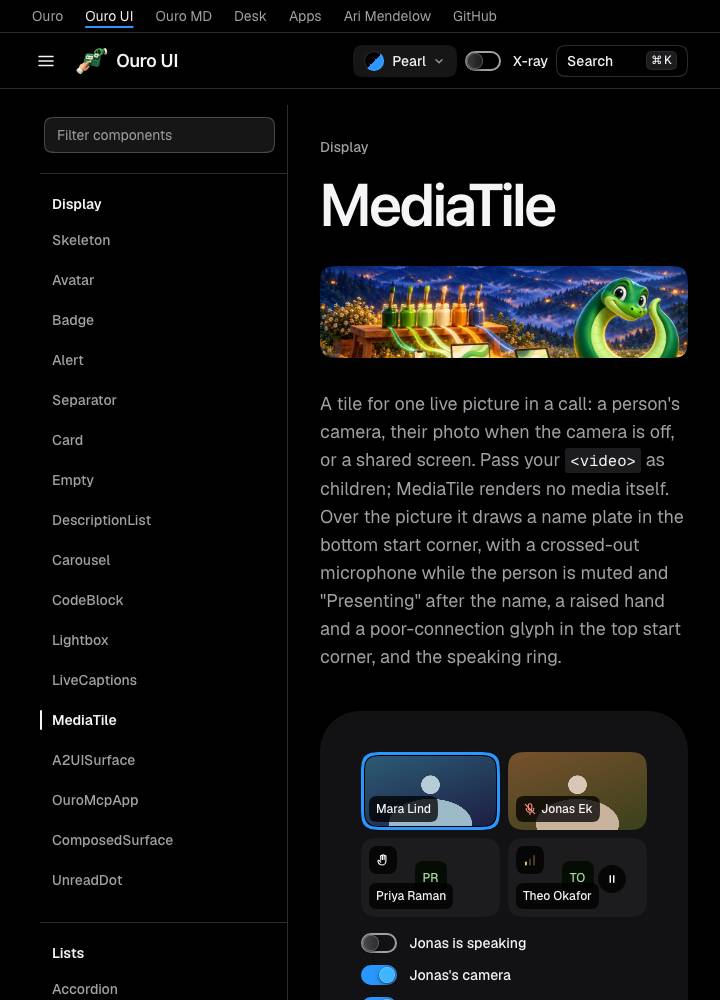 Ouro Ouro UI Ouro MD Desk Apps Ari Mendelow GitHub
Ouro UI Pearl X-ray Search ⌘ K
Filter components
Display
Skeleton
Avatar
Badge
Alert
Separator
Card
Empty
DescriptionList
Carousel
CodeBlock
Lightbox
LiveCaptions
MediaTile
A2UISurface
OuroMcpApp
ComposedSurface
UnreadDot
Lists
Accordion
Display
MediaTile
A tile for one live picture in a call: a person's
camera, their photo when the camera is off,
or a shared screen. Pass your <video> as
children; MediaTile renders no media itself.
Over the picture it draws a name plate in the
bottom start corner, with a crossed-out
microphone while the person is muted and
"Presenting" after the name, a raised hand
and a poor-connection glyph in the top start
corner, and the speaking ring.
Mara Lind
Jonas Ek
PR
Priya Raman
TO
Theo Okafor
Jonas is speaking
Jonas's camera